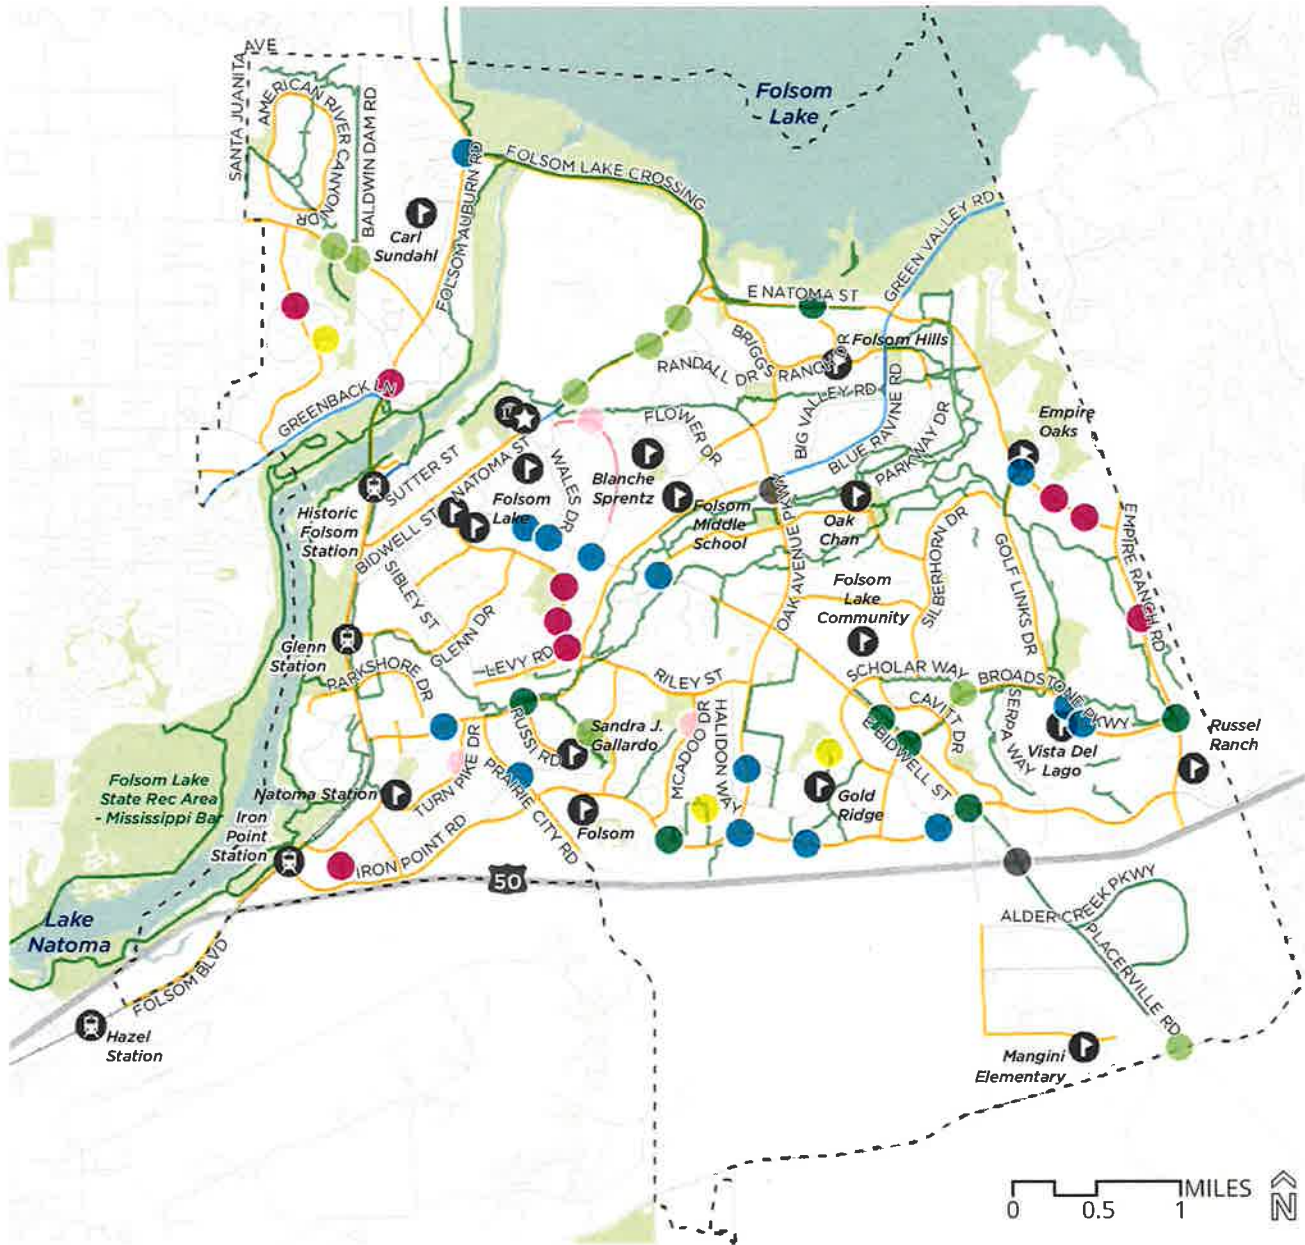 AVE
SANTA JUANITA
AMERICAN RIVER CANYON
DR
BALDWIN DAM RD
Folsom
Lake
FOLSOM LAKE CROSSING
FOLSOM AUBURN RD
Carl
Sundahl
GREEN VALLEY RD
E NATOMA ST
Folsom Hills
BRIGGS
RANCH DR
RANDALL DR
BIG VALLEY RD
BLUE RAVINE RD
PARKWAY DR
GREENBACK LN
FLOWER DR
Empire
Oaks
SUTTER ST
NATOMA ST
WALES DR
Blanche
Sprentz
Folsom
Lake
Folsom
Middle
School
Oak
Chan
OAK AVENUE PKWY
Historic
Folsom
Station
BIDWELL ST
SIBLEY ST
GLENN DR
Folsom
Lake
Community
SILBERHORN DR
GOLF LINKS DR
EMPIRE RANCH RD
Glenn
Station
PARKSHORE DR
LEVY RD
RILEY ST
SCHOLAR WAY
BROADSTONE PKWY
CAVITT DR
SERPA WAY
RUSSI RD
Sandra J.
Gallardo
MCADOO DR
HALIDON WAY
E BIDWELL ST
Vista Del
Lago
Russel
Ranch
Folsom Lake
State Rec Area
- Mississippi Bar
Natoma Station
TURN PIKE DR
PRAIRIE CITY RD
Gold
Ridge
Iron
Point
Station
Folsom
IRON POINT RD
50
Lake
Natoma
FOLSOM BLVD
ALDER CREEK PKWY
PLACERVILLE RD
Hazel
Station
Mangini
Elementary
MILES
0 0.5 1
N